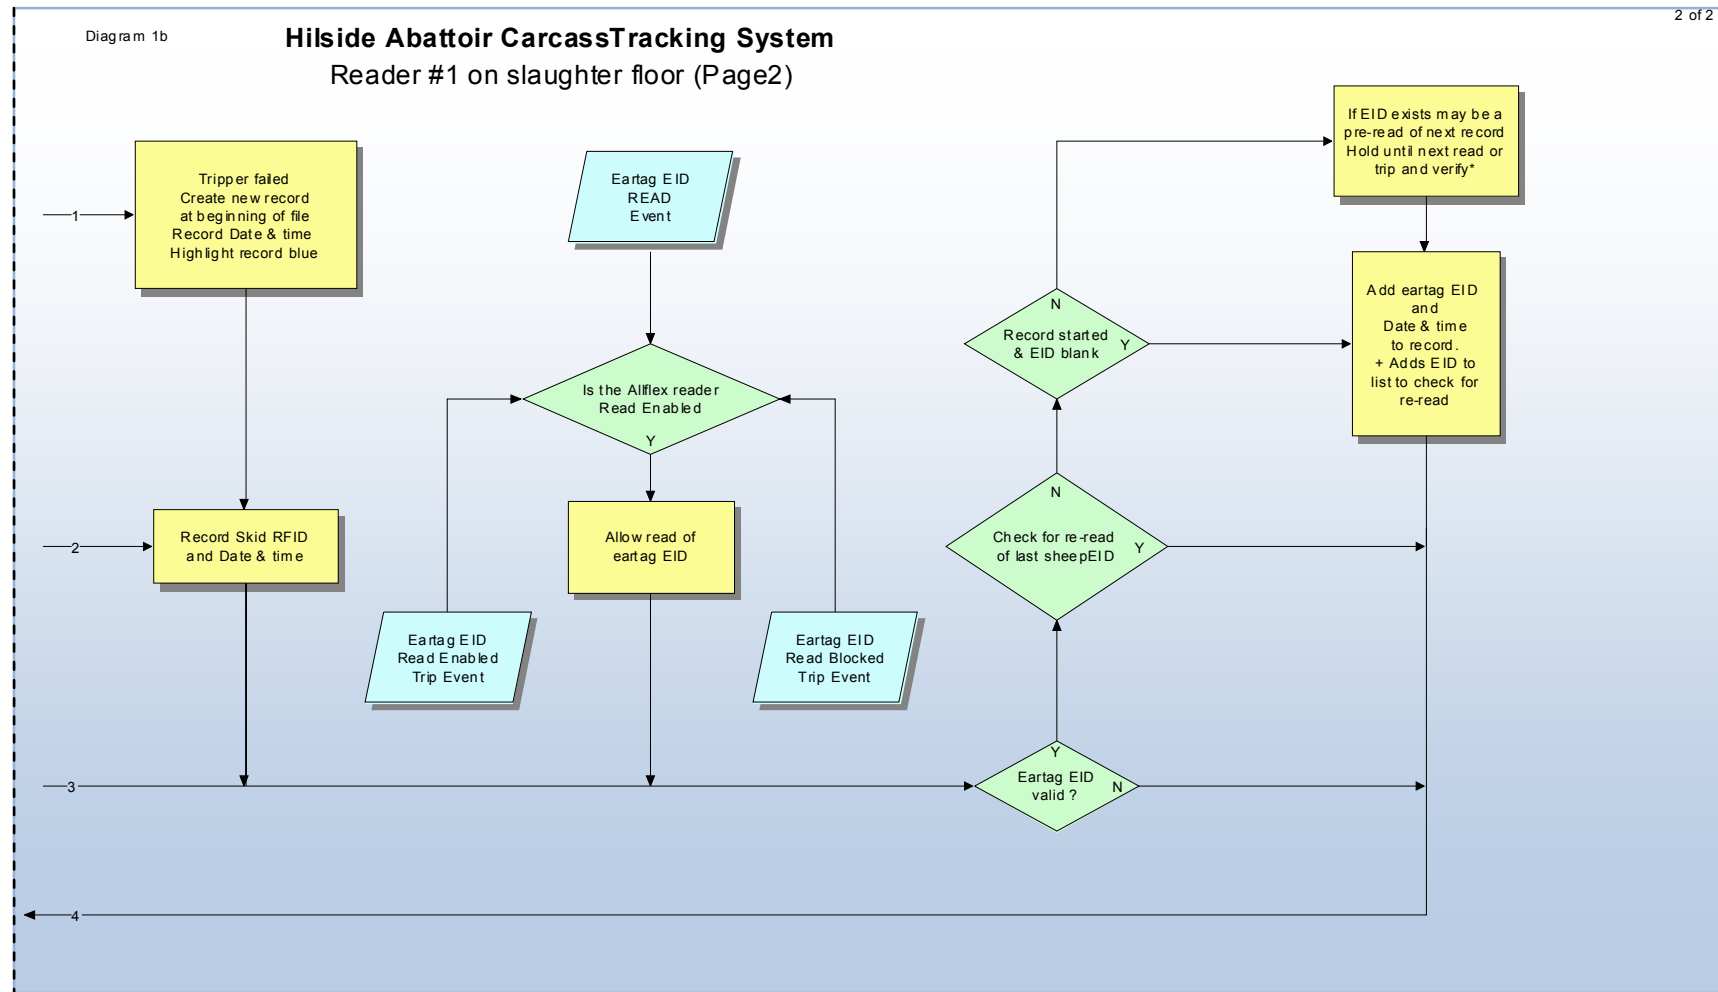 2 of 2
Diagram 1b
Hilside Abattoir CarcassTracking System
Reader #1 on slaughter floor (Page2)
Tripper failed
Create new record
at beginning of file
Record Date & time
Highlight record blue
1
Eartag EID
READ
Event
If EID exists may be a
pre-read of next record
Hold until next read or
trip and verify*
N
Record started
& EID blank
Y
Add eartag EID
and
Date & time
to record.
+ Adds EID to
list to check for
re-read
Is the Allflex reader
Read Enabled
Y
2
Record Skid RFID
and Date & time
Allow read of
eartag EID
N
Check for re-read
of last sheepEID
Y
Eartag EID
Read Enabled
Trip Event
Eartag EID
Read Blocked
Trip Event
3
Y
Eartag EID
valid ?
N
4